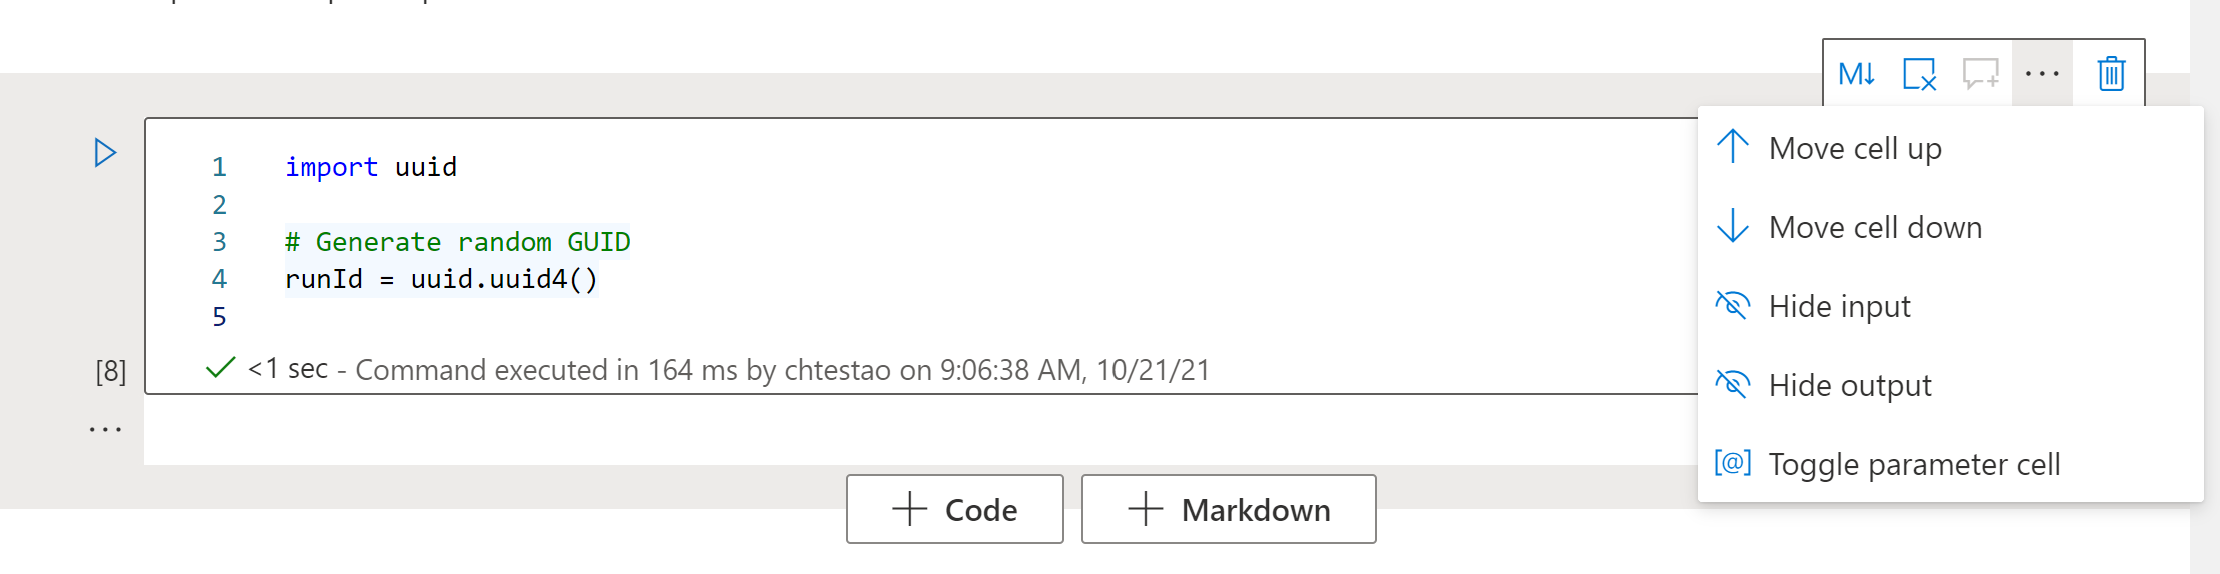 M↓
Move cell up
Move cell down
Hide input
Hide output
[@] Toggle parameter cell
1 import uuid
2
3 # Generate random GUID
4 runId = uuid.uuid4()
5
[8] <1 sec - Command executed in 164 ms by chtestao on 9:06:38 AM, 10/21/21
+ Code
+ Markdown